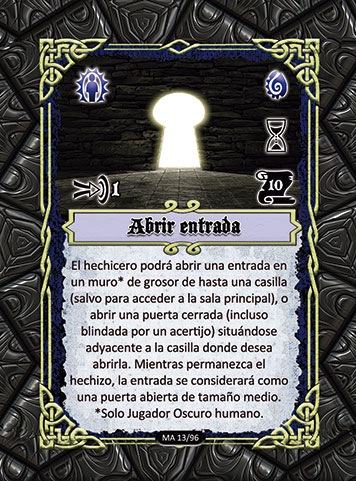 1
10
Abrir entrada
El hechicero podrá abrir una entrada en
un muro* de grosor de hasta una casilla
(salvo para acceder a la sala principal), o
abrir una puerta cerrada (incluso
blindada por un acertijo) situándose
adyacente a la casilla donde desea
abrirla. Mientras permanezca el
hechizo, la entrada se considerará como
una puerta abierta de tamaño medio.
*Solo Jugador Oscuro humano.
MA 13/96